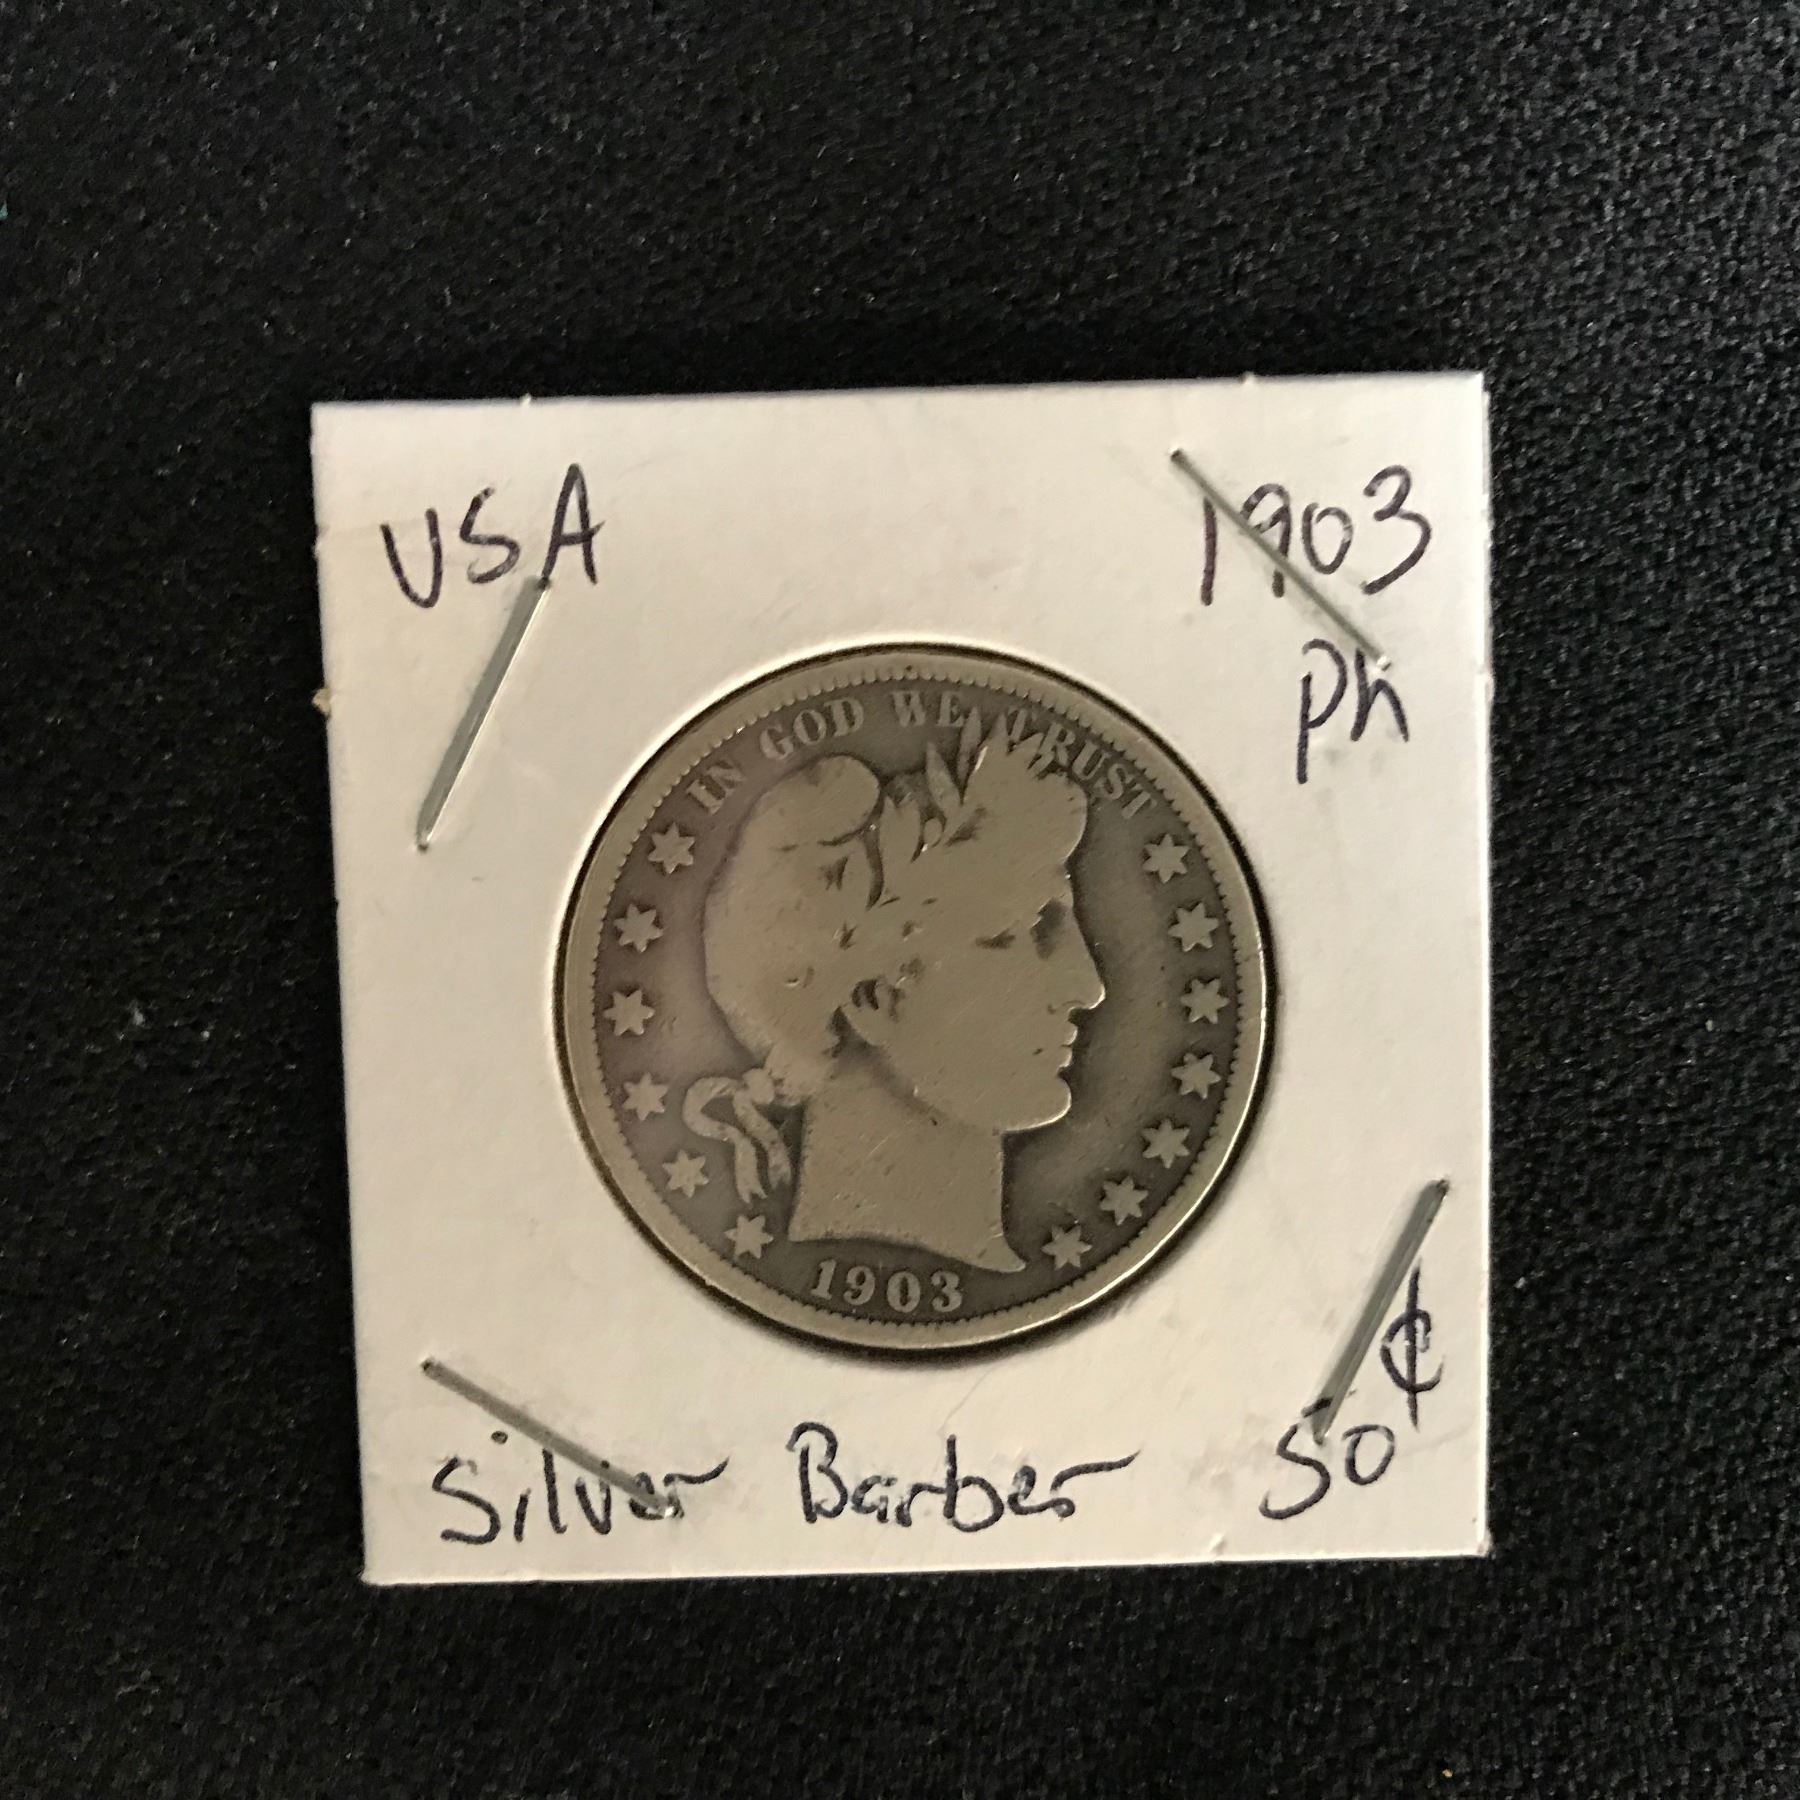 USA
1903
Ph
IN GOD WE TRUST
1903
Silver Barber 50¢